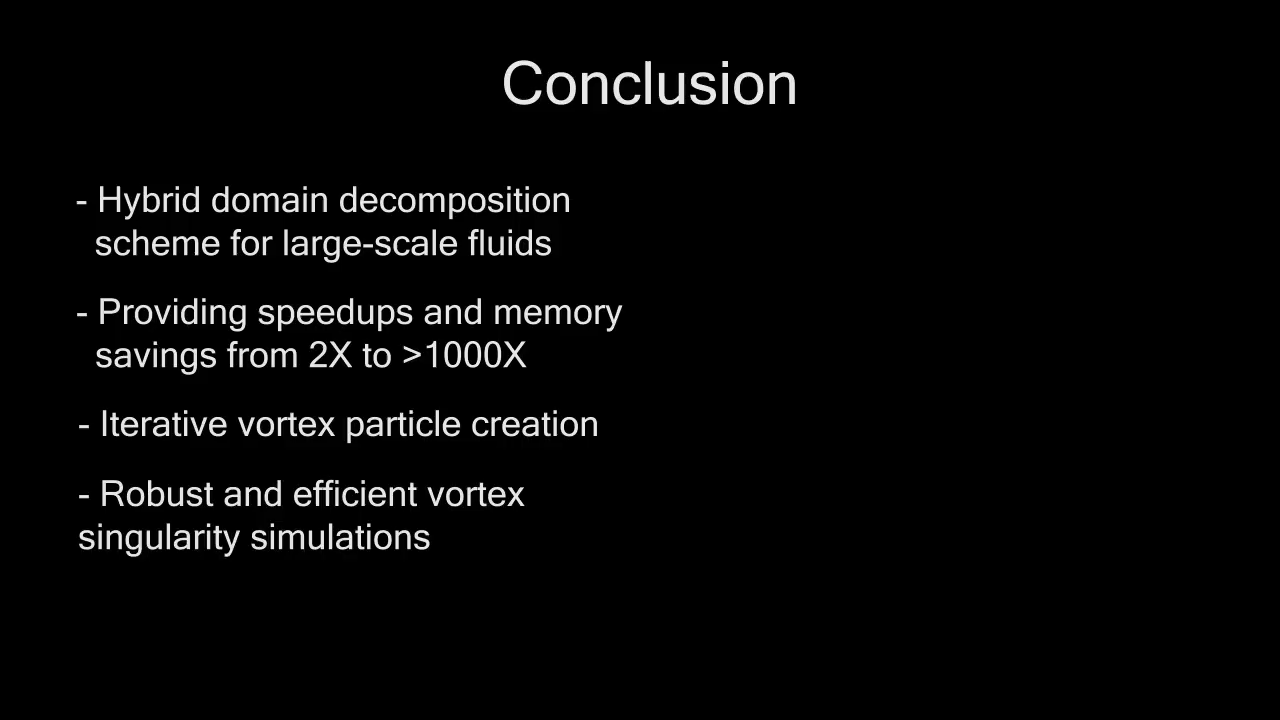 Conclusion
- Hybrid domain decomposition
scheme for large-scale fluids
- Providing speedups and memory
savings from 2X to >1000X
- Iterative vortex particle creation
- Robust and efficient vortex
singularity simulations